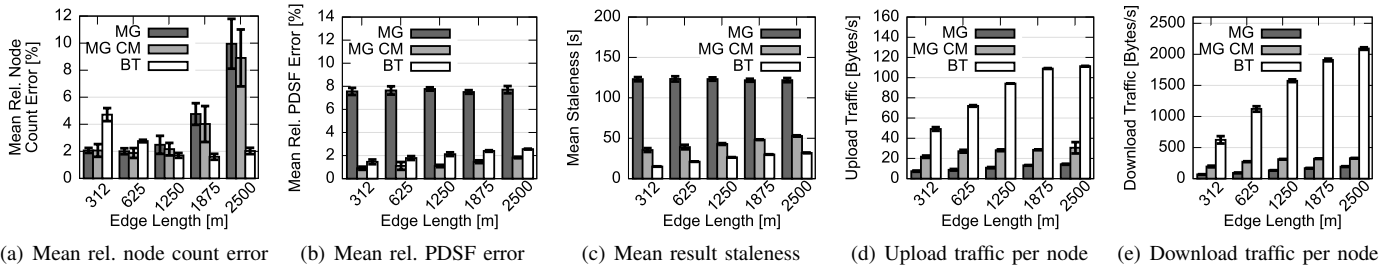 Mean Rel. Node
Count Error [%]
12
10
8
6
4
2
0
MG
MG CM
BT
312
625
1250
1875
2500
Edge Length [m]
(a) Mean rel. node count error
Mean Rel. PDSF Error [%]
14
12
10
8
6
4
2
0
MG
MG CM
BT
312
625
1250
1875
2500
Edge Length [m]
(b) Mean rel. PDSF error
Mean Staleness [s]
200
150
100
50
0
MG
MG CM
BT
312
625
1250
1875
2500
Edge Length [m]
(c) Mean result staleness
Upload Traffic [Bytes/s]
160
140
120
100
80
60
40
20
0
MG
MG CM
BT
312
625
1250
1875
2500
Edge Length [m]
(d) Upload traffic per node
Download Traffic [Bytes/s]
2500
2000
1500
1000
500
0
MG
MG CM
BT
312
625
1250
1875
2500
Edge Length [m]
(e) Download traffic per node